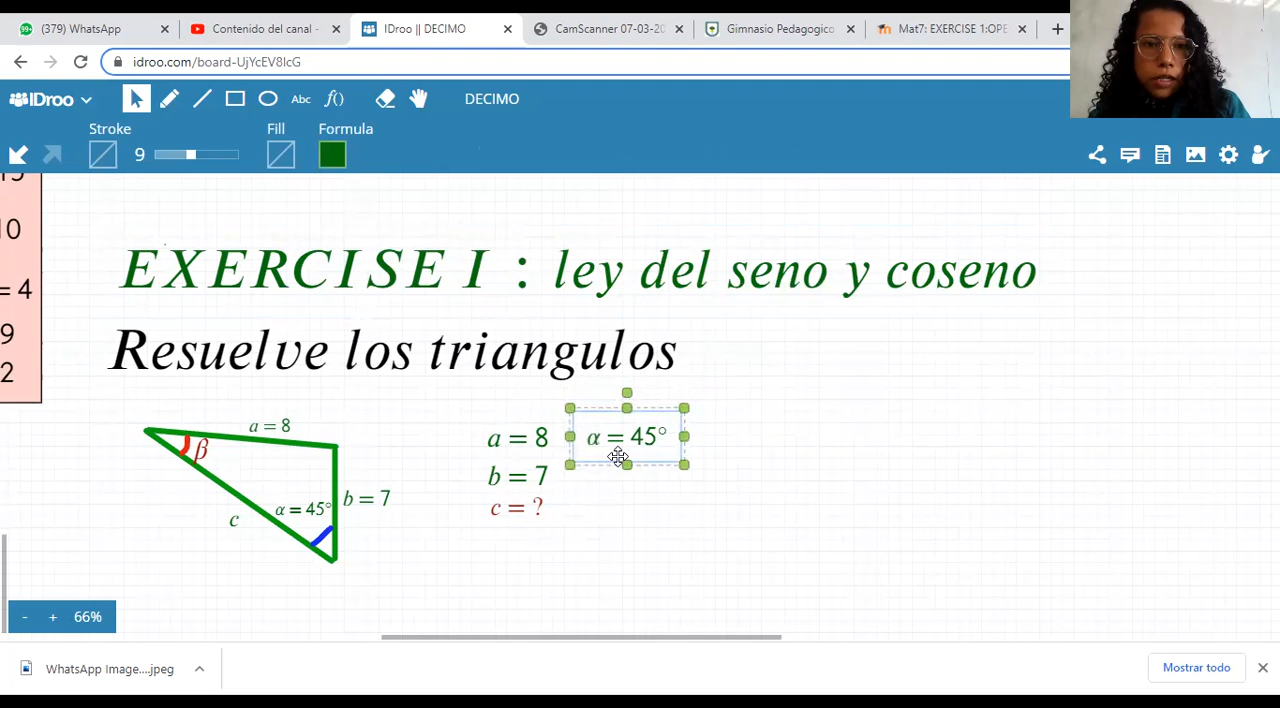 (379) WhatsApp
Contenido del canal -
IDroo || DECIMO
CamScanner 07-03-20
Gimnasio Pedagogico
Mat7: EXERCISE 1:OPE
idroo.com/board-UjYcEV8lcG
IDroo
Abc
f()
DECIMO
Stroke
Fill
Formula
9
10
= 4
9
2
EXERCISE I : ley del seno y coseno
Resuelve los triangulos
a = 8
β
α = 45°
b = 7
c
a = 8
α = 45°
b = 7
c = ?
- + 66%
WhatsApp Image....jpeg
Mostrar todo